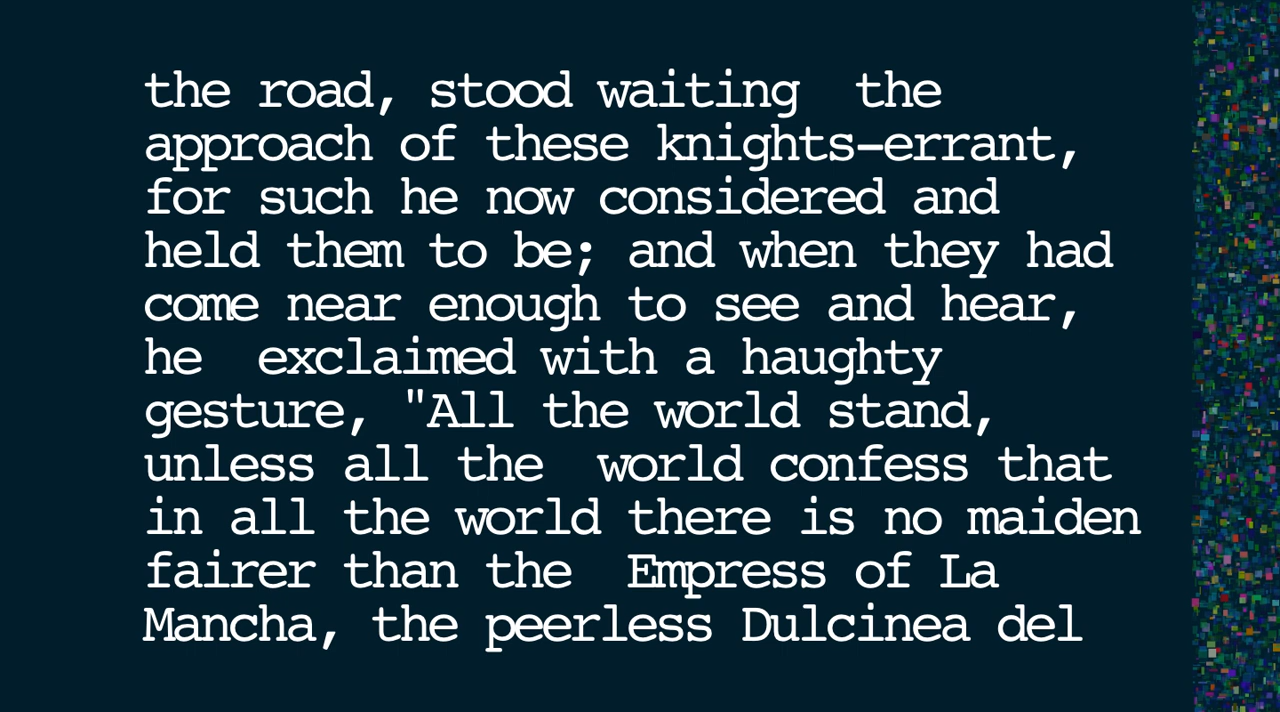 the road, stood waiting  the
approach of these knights-errant,
for such he now considered and
held them to be; and when they had
come near enough to see and hear,
he  exclaimed with a haughty
gesture, "All the world stand,
unless all the  world confess that
in all the world there is no maiden
fairer than the  Empress of La
Mancha, the peerless Dulcinea del